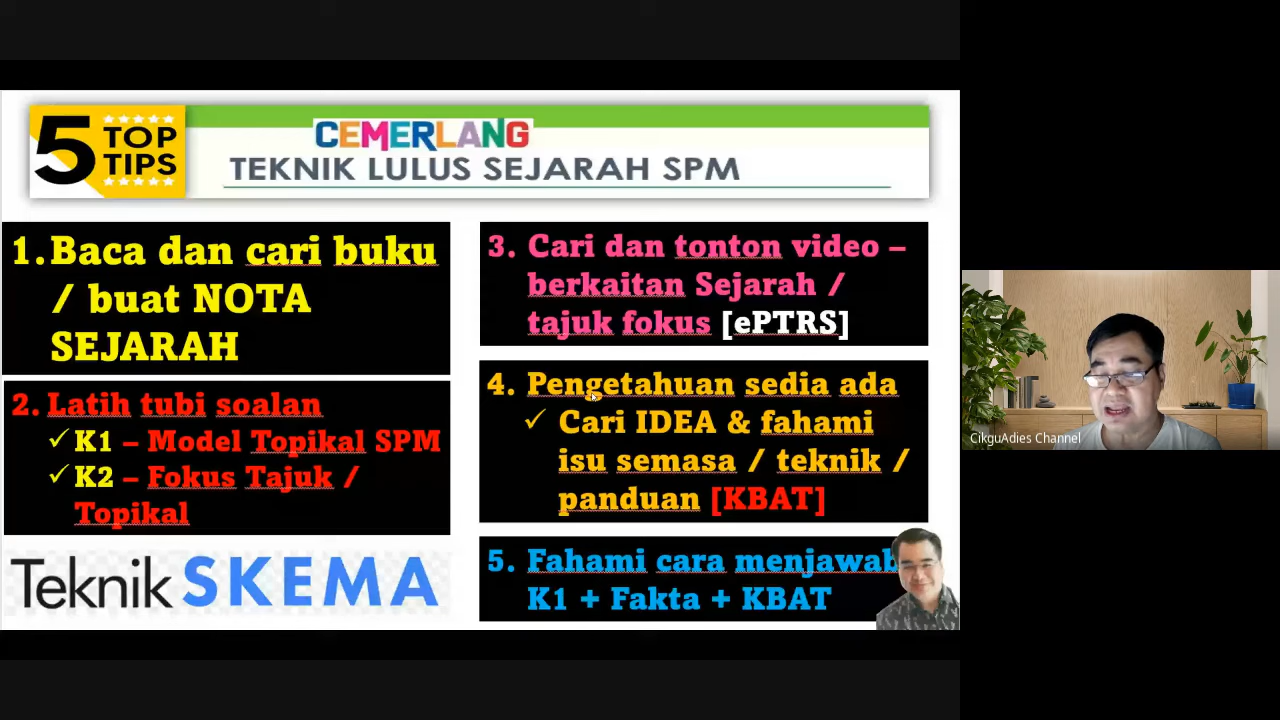 5 TOP
TIPS
CEMERLANG
TEKNIK LULUS SEJARAH SPM
1. Baca dan cari buku
/ buat NOTA
SEJARAH
2. Latih tubi soalan
✓ K1 – Model Topikal SPM
✓ K2 – Fokus Tajuk /
Topikal
Teknik SKEMA
3. Cari dan tonton video –
berkaitan Sejarah /
tajuk fokus [ePTRS]
4. Pengetahuan sedia ada
✓ Cari IDEA & fahami
isu semasa / teknik /
panduan [KBAT]
5. Fahami cara menjawab
K1 + Fakta + KBAT
CikguAdies Channel